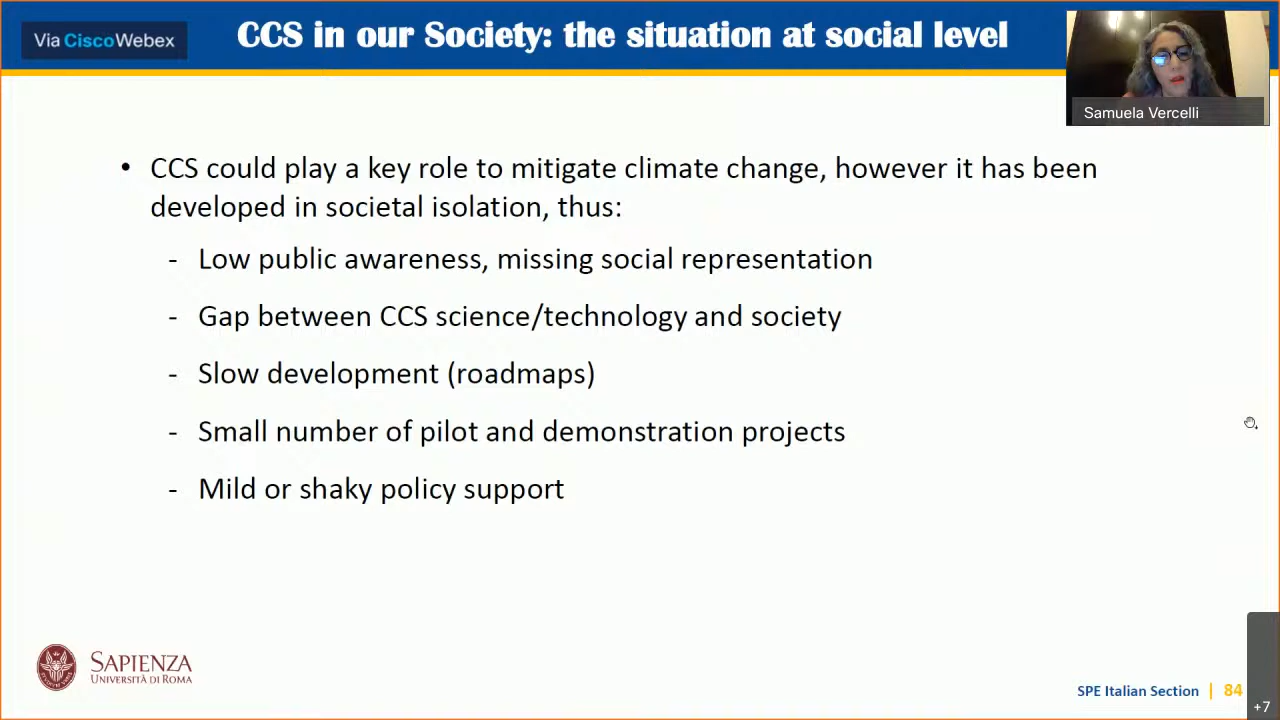 Via CiscoWebex
CCS in our Society: the situation at social level
Samuela Vercelli
• CCS could play a key role to mitigate climate change, however it has been
developed in societal isolation, thus:
- Low public awareness, missing social representation
- Gap between CCS science/technology and society
- Slow development (roadmaps)
- Small number of pilot and demonstration projects
- Mild or shaky policy support
SAPIENZA
UNIVERSITÀ DI ROMA
SPE Italian Section | 84
+7